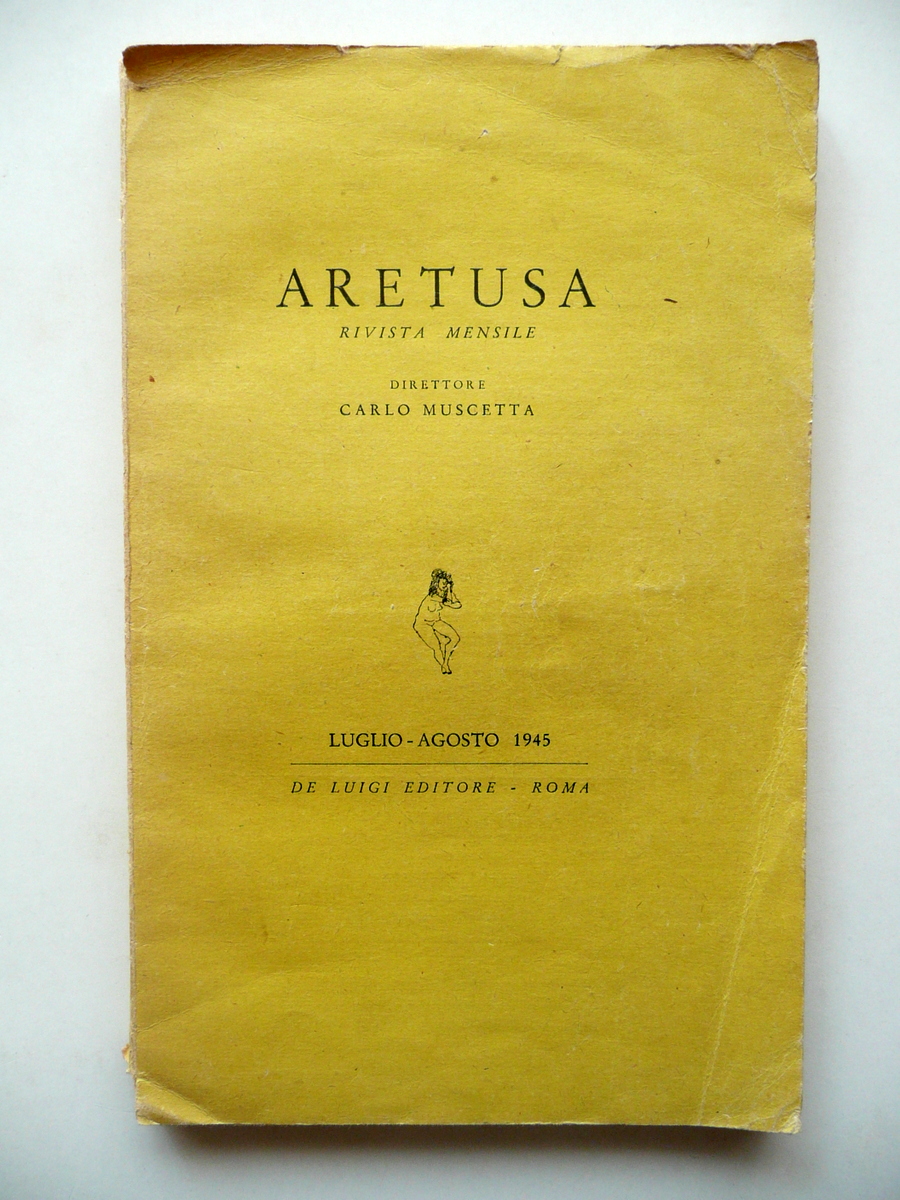 ARETUSA
RIVISTA MENSILE
DIRETTORE
CARLO MUSCETTA
LUGLIO - AGOSTO 1945
DE LUIGI EDITORE - ROMA